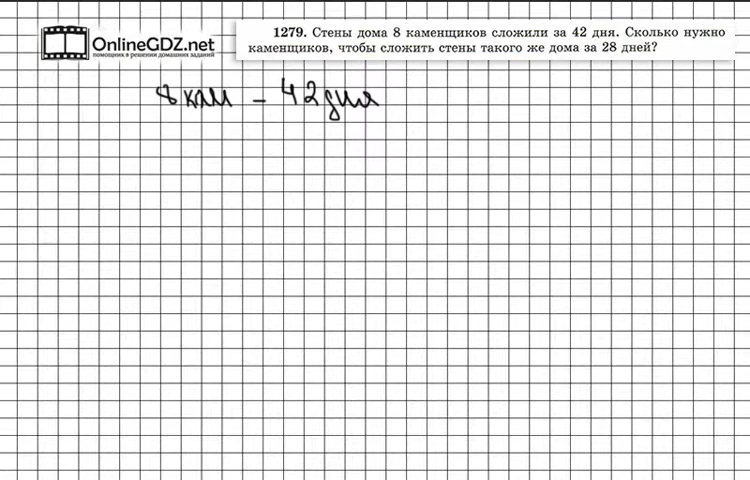 OnlineGDZ.net
помощник в решении домашних заданий
1279. Стены дома 8 каменщиков сложили за 42 дня. Сколько нужно
каменщиков, чтобы сложить стены такого же дома за 28 дней?
8 кам – 42 дня